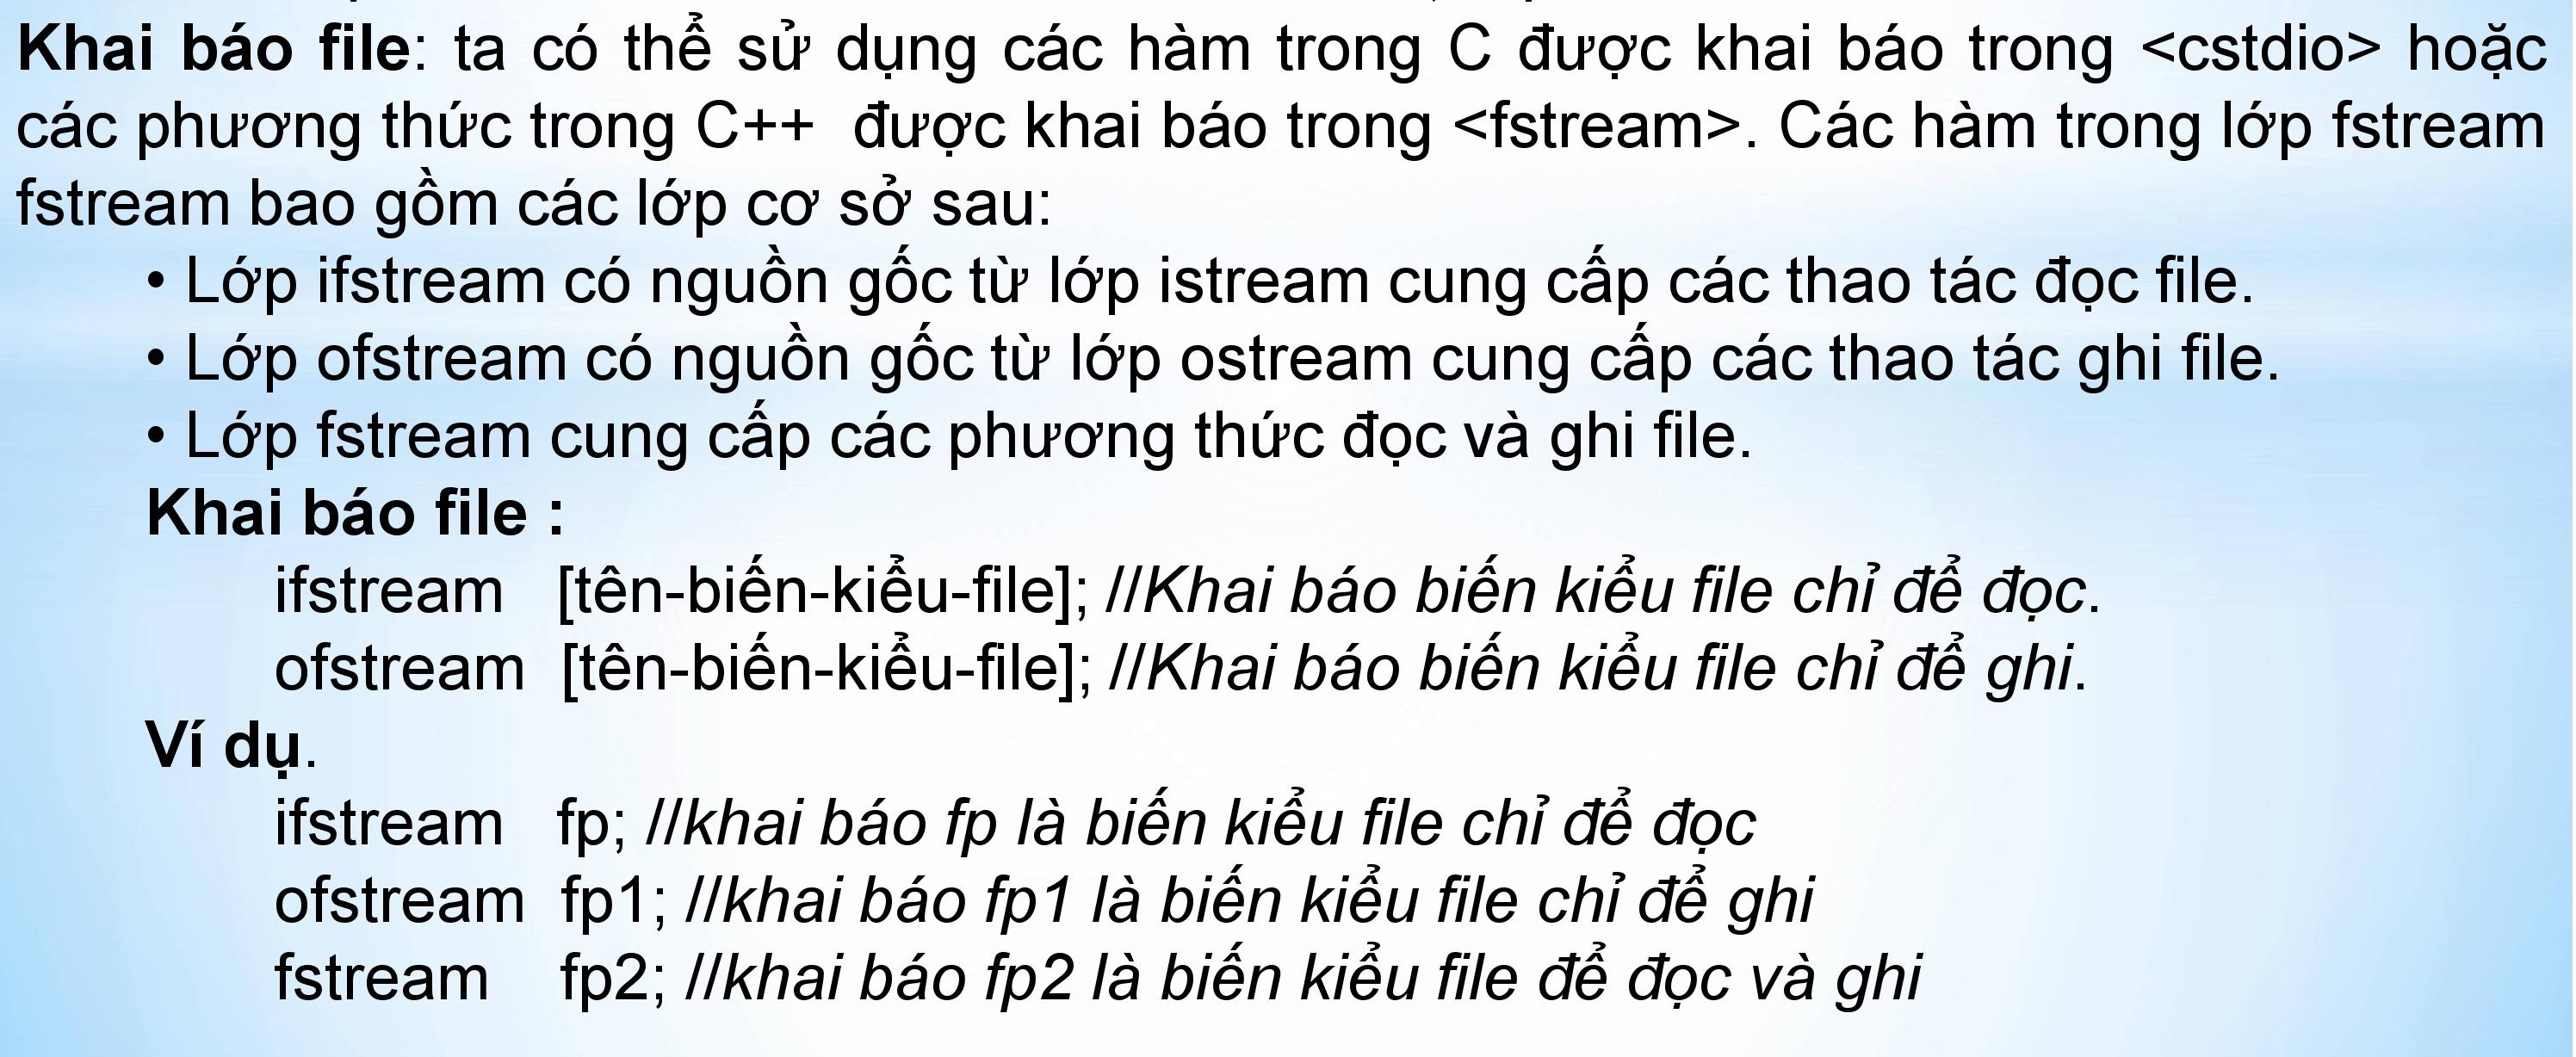 Khai báo file: ta có thể sử dụng các hàm trong C được khai báo trong <cstdio> hoặc
các phương thức trong C++ được khai báo trong <fstream>. Các hàm trong lớp fstream
fstream bao gồm các lớp cơ sở sau:
• Lớp ifstream có nguồn gốc từ lớp istream cung cấp các thao tác đọc file.
• Lớp ofstream có nguồn gốc từ lớp ostream cung cấp các thao tác ghi file.
• Lớp fstream cung cấp các phương thức đọc và ghi file.
Khai báo file :
ifstream [tên-biến-kiểu-file]; //Khai báo biến kiểu file chỉ để đọc.
ofstream [tên-biến-kiểu-file]; //Khai báo biến kiểu file chỉ để ghi.
Ví dụ.
ifstream fp; //khai báo fp là biến kiểu file chỉ để đọc
ofstream fp1; //khai báo fp1 là biến kiểu file chỉ để ghi
fstream fp2; //khai báo fp2 là biến kiểu file để đọc và ghi